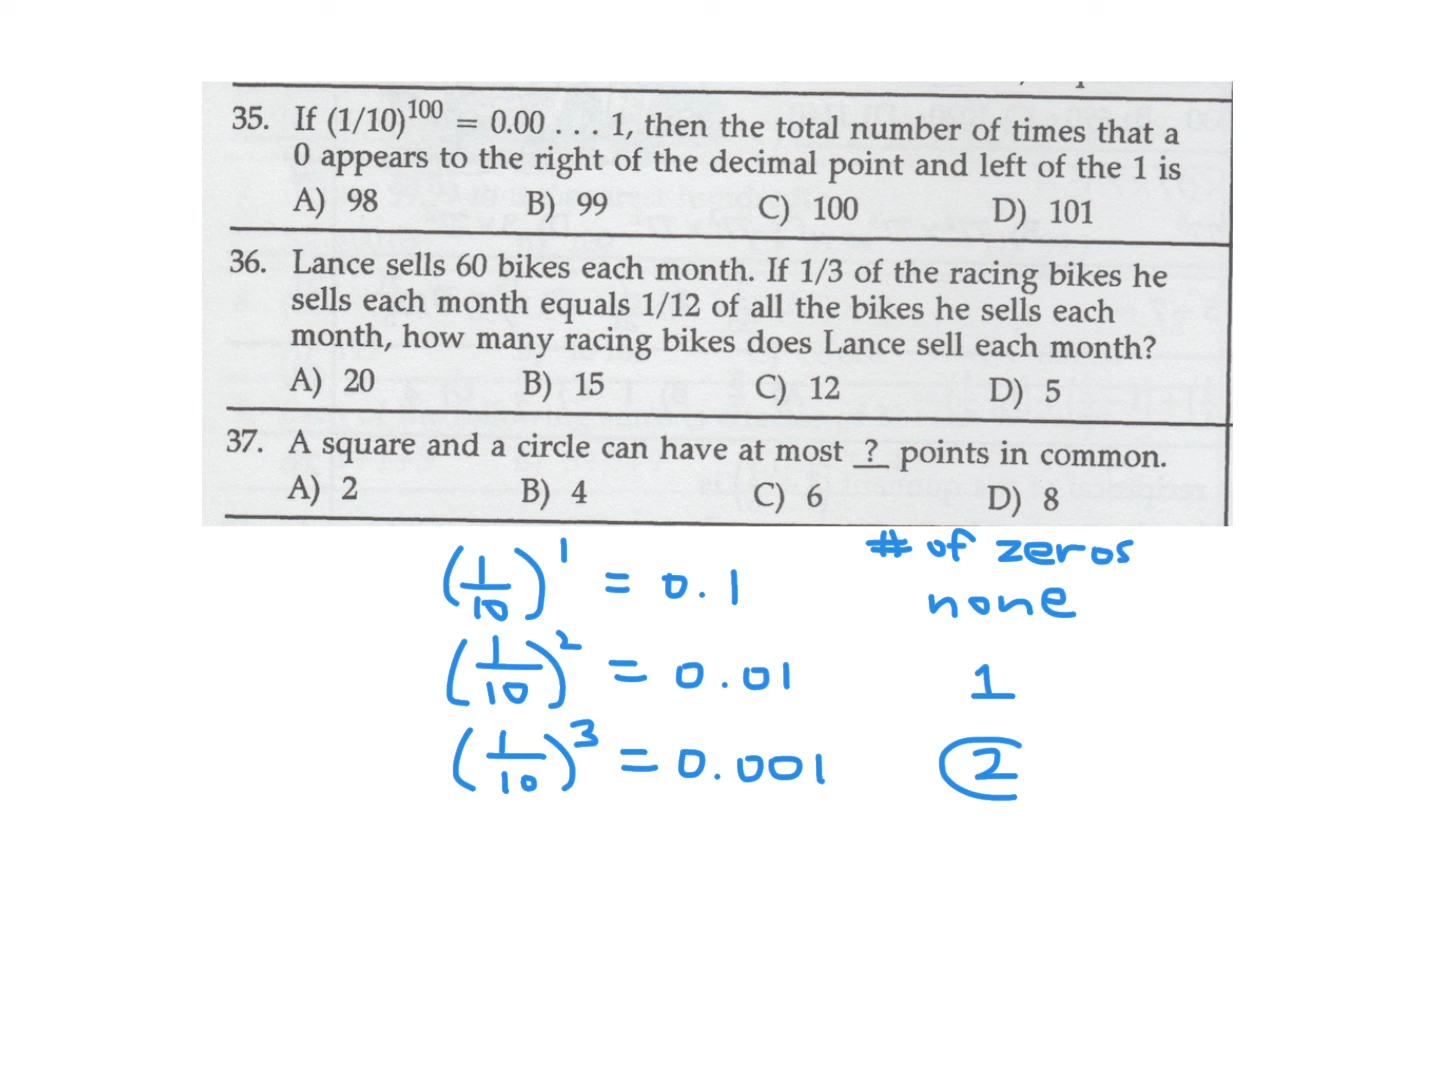 35. If (1/10)^100 = 0.00 . . . 1, then the total number of times that a
0 appears to the right of the decimal point and left of the 1 is
A) 98 B) 99 C) 100 D) 101
36. Lance sells 60 bikes each month. If 1/3 of the racing bikes he
sells each month equals 1/12 of all the bikes he sells each
month, how many racing bikes does Lance sell each month?
A) 20 B) 15 C) 12 D) 5
37. A square and a circle can have at most ? points in common.
A) 2 B) 4 C) 6 D) 8
# of zeros
(1/10)^1 = 0.1 none
(1/10)^2 = 0.01 1
(1/10)^3 = 0.001 2